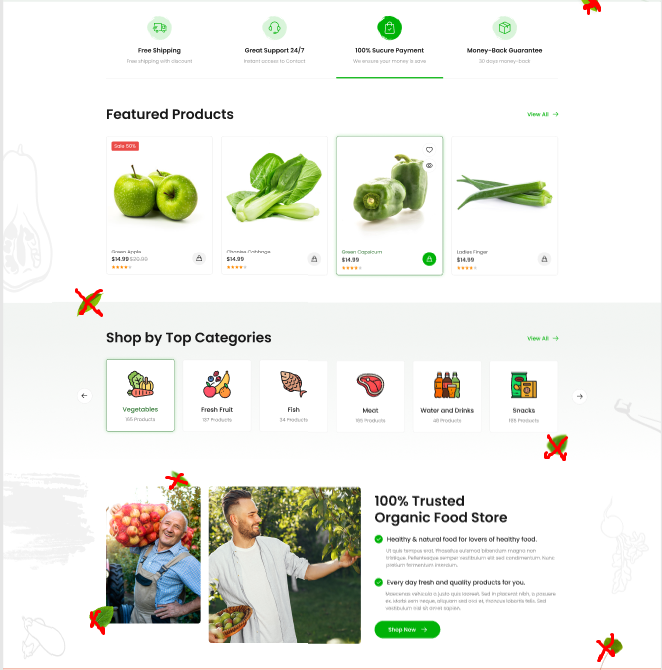 Free Shipping
Great Support 24/7
100% Sucure Payment
Money-Back Guarantee
Free shipping with discount
Instant access to Contact
We ensure your money is save
30 days money-back
Featured Products
View All
Sale 50%
Green Apple
Chanise Cabbage
Green Capsicum
Ladies Finger
$14.99 $20.99
$14.99
$14.99
$14.99
Shop by Top Categories
View All
Vegetables
Fresh Fruit
Fish
Meat
Water and Drinks
Snacks
165 Products
137 Products
34 Products
165 Products
48 Products
165 Products
100% Trusted
Organic Food Store
Healthy & natural food for lovers of healthy food.
Ut quis tempus erat. Phasellus euismod bibendum magna non
tristique. Pellentesque semper vestibulum elit sed condimentum. Nunc
pretium fermentum interdum.
Every day fresh and quality products for you.
Maecenas vehicula a justo quis laoreet. Sed in placerat nibh, a posuere
ex. Morbi sem neque, aliquam sed orci et, rhoncus lobortis felis. Sed
vestibulum nisl sit amet sapien.
Shop Now